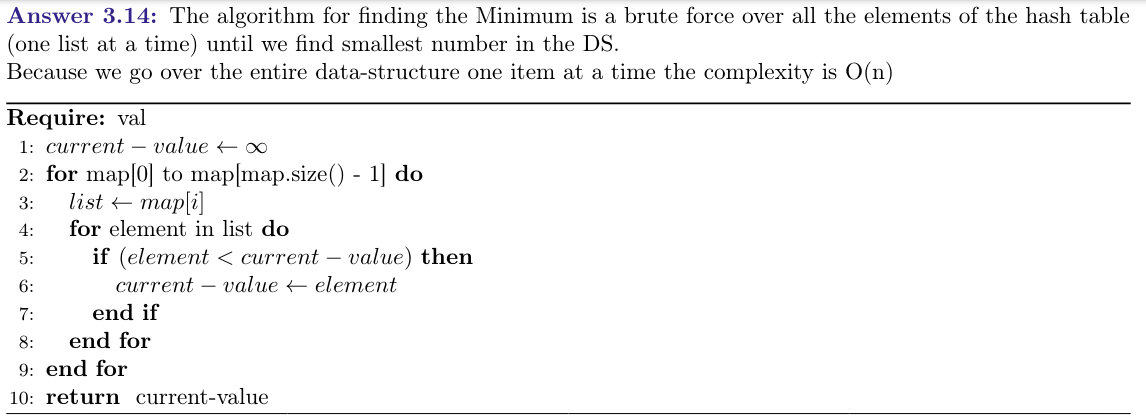 Answer 3.14: The algorithm for finding the Minimum is a brute force over all the elements of the hash table
(one list at a time) until we find smallest number in the DS.
Because we go over the entire data-structure one item at a time the complexity is O(n)
Require: val
1: current − value ← ∞
2: for map[0] to map[map.size() - 1] do
3: list ← map[i]
4: for element in list do
5: if (element < current − value) then
6: current − value ← element
7: end if
8: end for
9: end for
10: return current-value